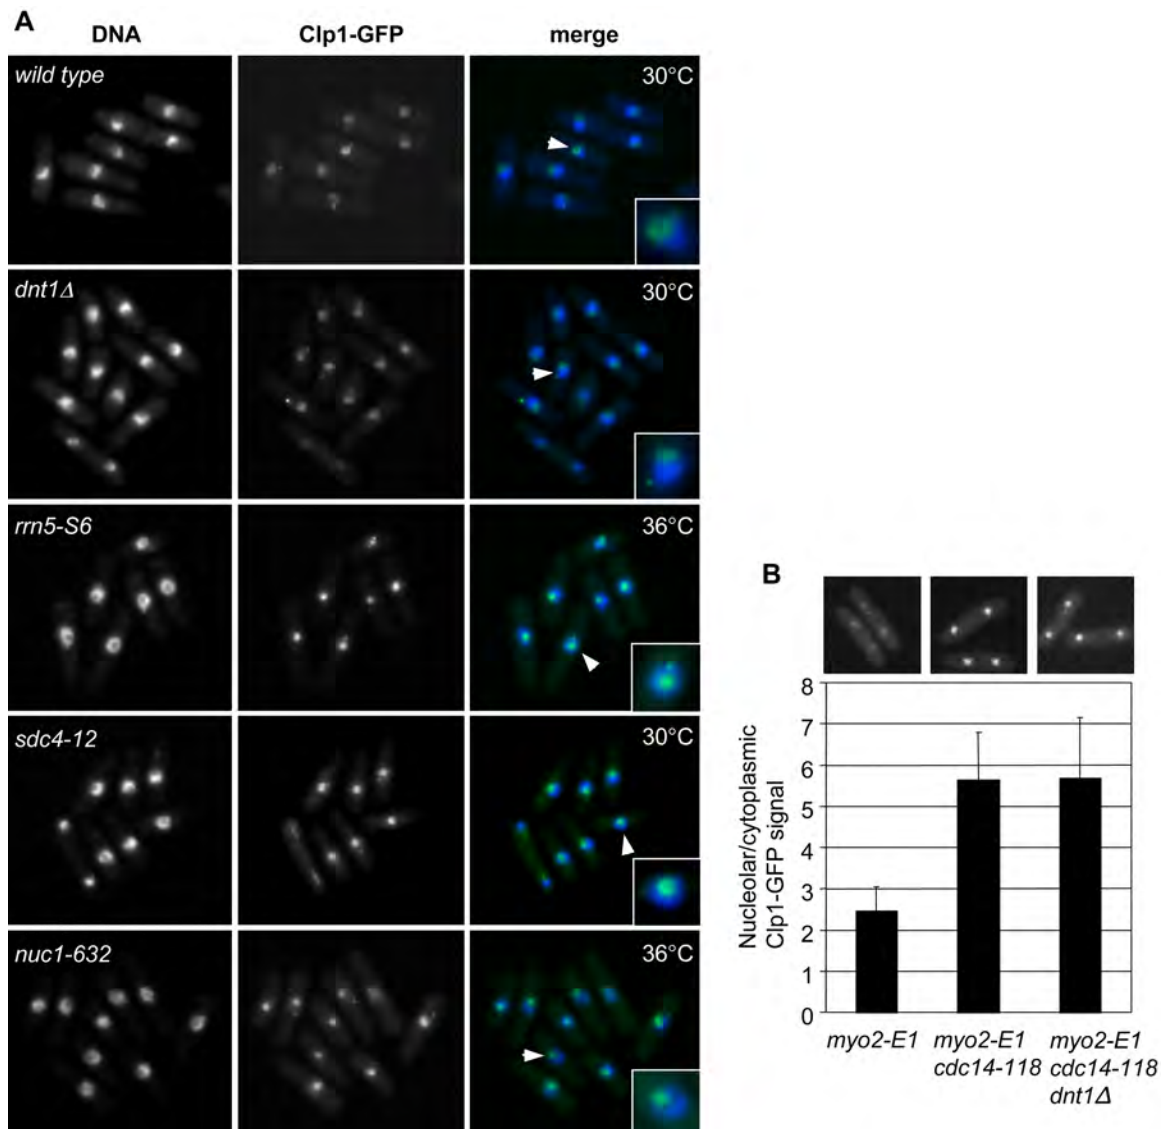 A
DNA Clp1-GFP merge
wild type 30°C
dnt1Δ 30°C
rrn5-S6 36°C
sdc4-12 30°C
nuc1-632 36°C
B
8
7
6
5
4
3
2
1
0
Nucleolar/cytoplasmic
Clp1-GFP signal
myo2-E1
myo2-E1
cdc14-118
myo2-E1
cdc14-118
dnt1Δ